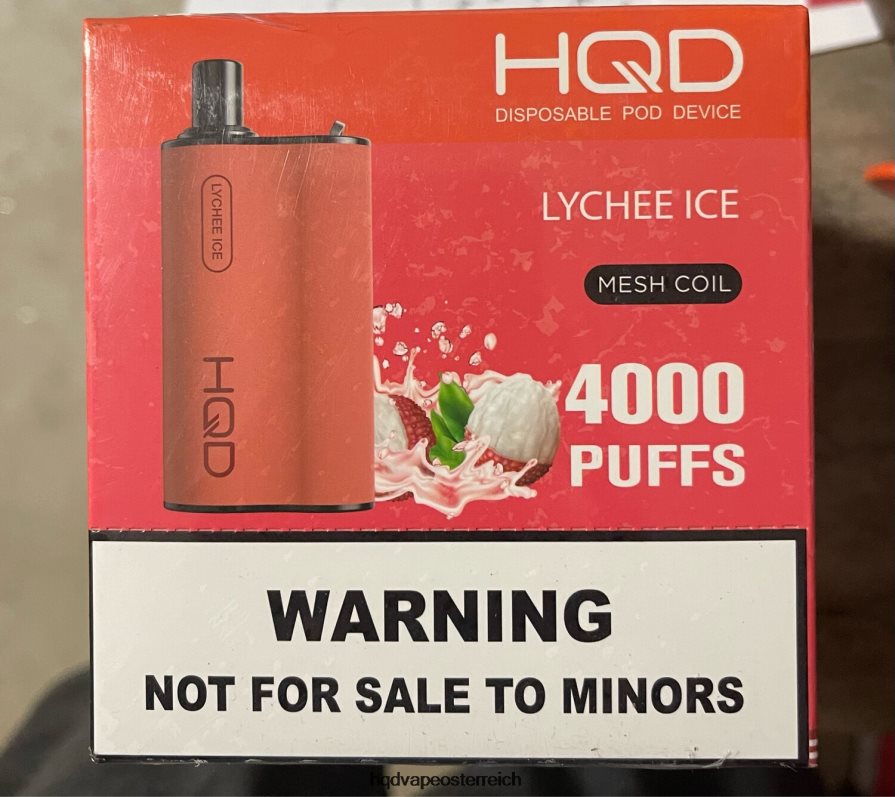 HQD
DISPOSABLE POD DEVICE
LYCHEE ICE
LYCHEE ICE
MESH COIL
HQD
4000
PUFFS
WARNING
NOT FOR SALE TO MINORS
hqdvapeosterreich